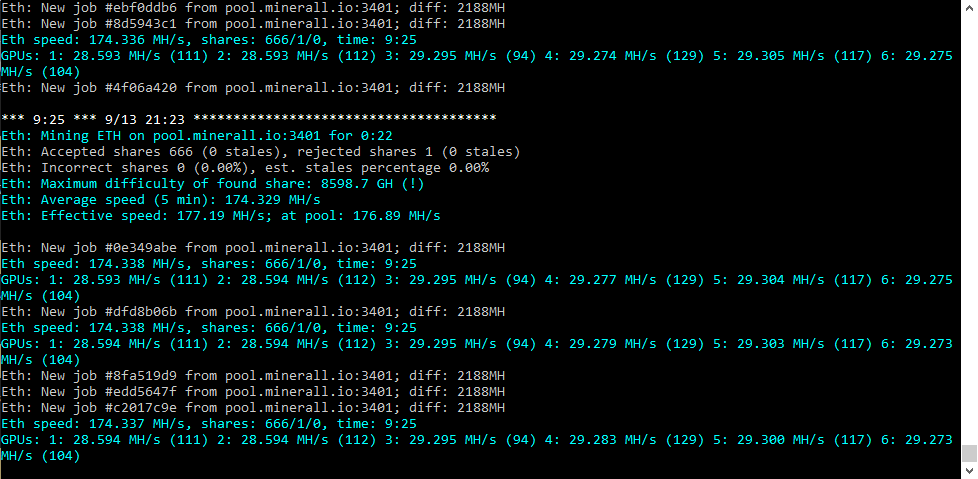 Eth: New job #ebf0ddb6 from pool.minerall.io:3401; diff: 2188MH
Eth: New job #8d5943c1 from pool.minerall.io:3401; diff: 2188MH
Eth speed: 174.336 MH/s, shares: 666/1/0, time: 9:25
GPUs: 1: 28.593 MH/s (111) 2: 28.593 MH/s (112) 3: 29.295 MH/s (94) 4: 29.274 MH/s (129) 5: 29.305 MH/s (117) 6: 29.275
MH/s (104)
Eth: New job #4f06a420 from pool.minerall.io:3401; diff: 2188MH
*** 9:25 *** 9/13 21:23 **************************************
Eth: Mining ETH on pool.minerall.io:3401 for 0:22
Eth: Accepted shares 666 (0 stales), rejected shares 1 (0 stales)
Eth: Incorrect shares 0 (0.00%), est. stales percentage 0.00%
Eth: Maximum difficulty of found share: 8598.7 GH (!)
Eth: Average speed (5 min): 174.329 MH/s
Eth: Effective speed: 177.19 MH/s; at pool: 176.89 MH/s
Eth: New job #0e349abe from pool.minerall.io:3401; diff: 2188MH
Eth speed: 174.338 MH/s, shares: 666/1/0, time: 9:25
GPUs: 1: 28.593 MH/s (111) 2: 28.594 MH/s (112) 3: 29.295 MH/s (94) 4: 29.277 MH/s (129) 5: 29.304 MH/s (117) 6: 29.275
MH/s (104)
Eth: New job #dfd8b06b from pool.minerall.io:3401; diff: 2188MH
Eth speed: 174.338 MH/s, shares: 666/1/0, time: 9:25
GPUs: 1: 28.594 MH/s (111) 2: 28.594 MH/s (112) 3: 29.295 MH/s (94) 4: 29.279 MH/s (129) 5: 29.303 MH/s (117) 6: 29.273
MH/s (104)
Eth: New job #8fa519d9 from pool.minerall.io:3401; diff: 2188MH
Eth: New job #edd5647f from pool.minerall.io:3401; diff: 2188MH
Eth: New job #c2017c9e from pool.minerall.io:3401; diff: 2188MH
Eth speed: 174.337 MH/s, shares: 666/1/0, time: 9:25
GPUs: 1: 28.594 MH/s (111) 2: 28.594 MH/s (112) 3: 29.295 MH/s (94) 4: 29.283 MH/s (129) 5: 29.300 MH/s (117) 6: 29.273
MH/s (104)